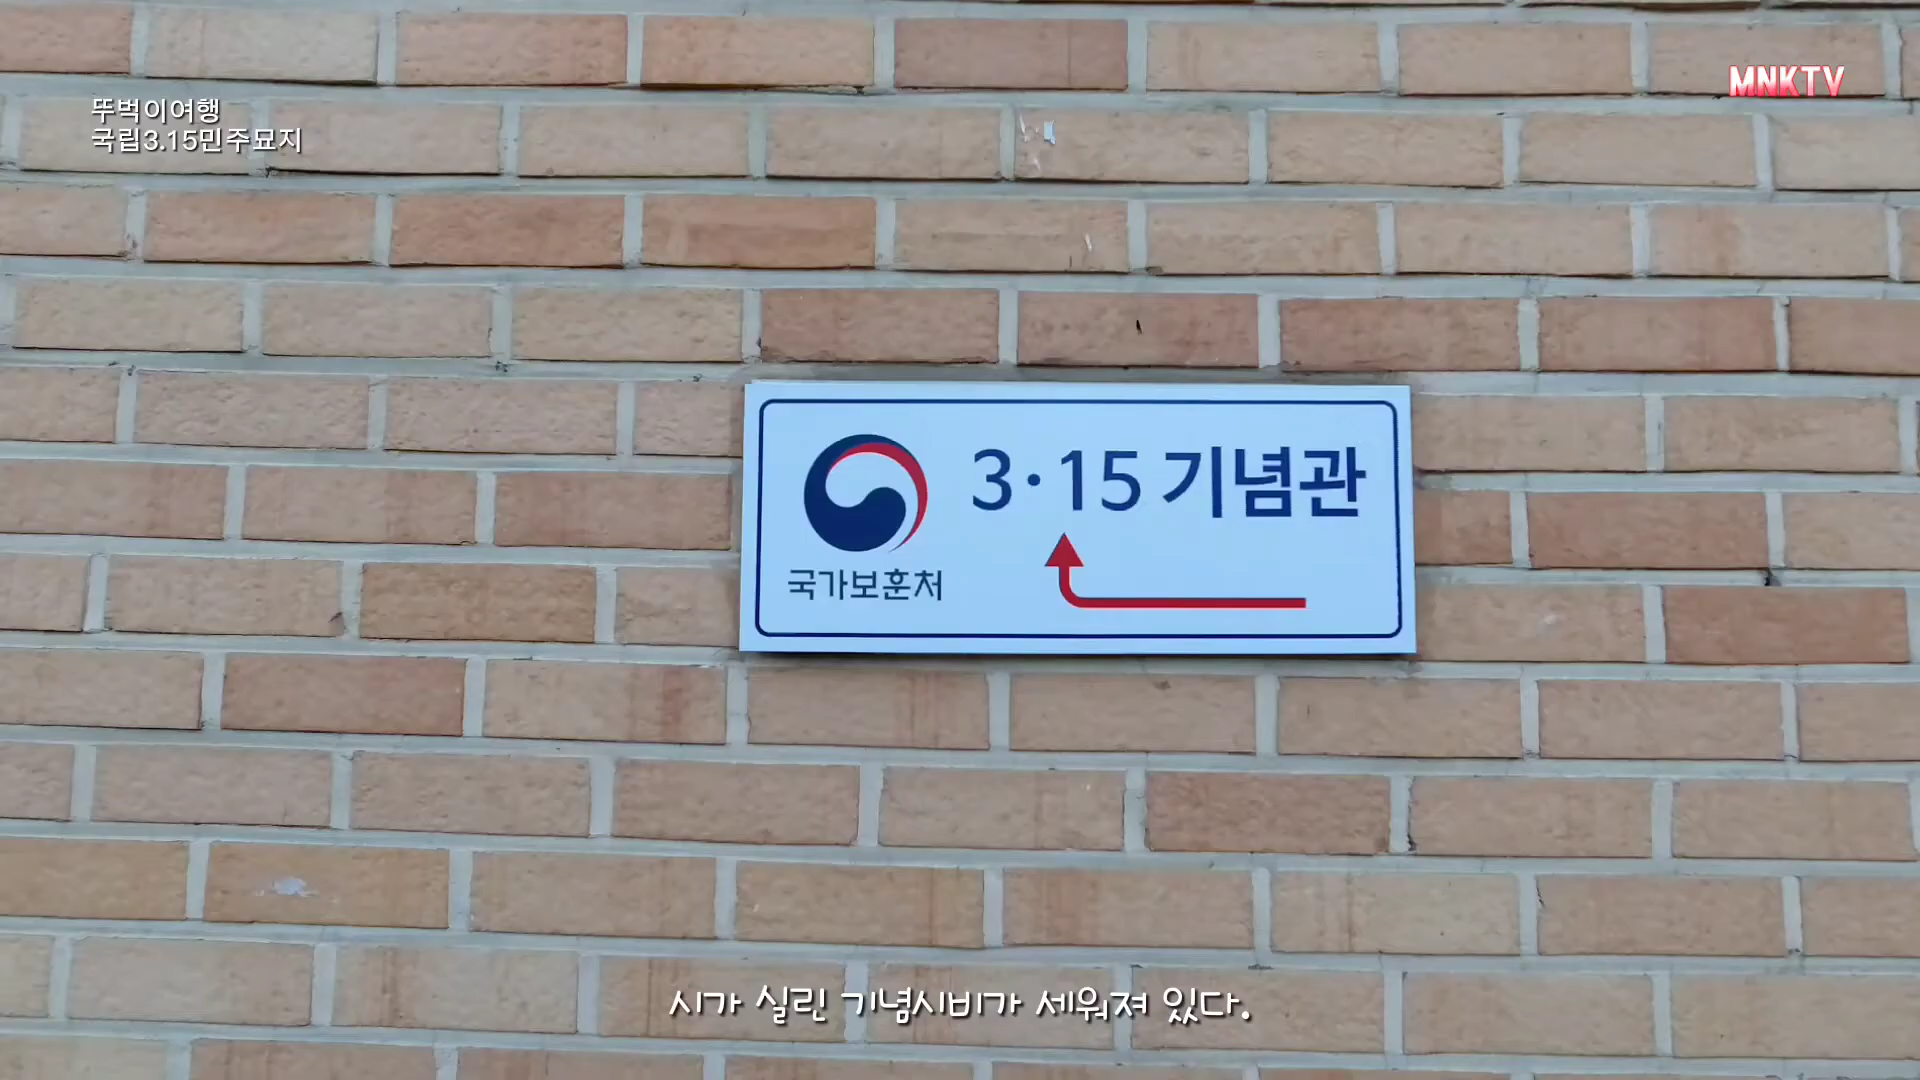 뚜벅이여행
국립3.15민주묘지
MNKTV
3·15 기념관
국가보훈처
시가 실린 기념시비가 세워져 있다.